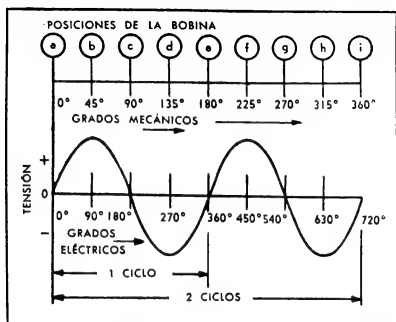 POSICIONES DE LA BOBINA
a b c d e f g h i
0° 45° 90° 135° 180° 225° 270° 315° 360°
GRADOS MECÁNICOS
TENSIÓN
+
0
−
0° 90° 180° 270° 360° 450° 540° 630° 720°
GRADOS
ELÉCTRICOS
1 CICLO
2 CICLOS